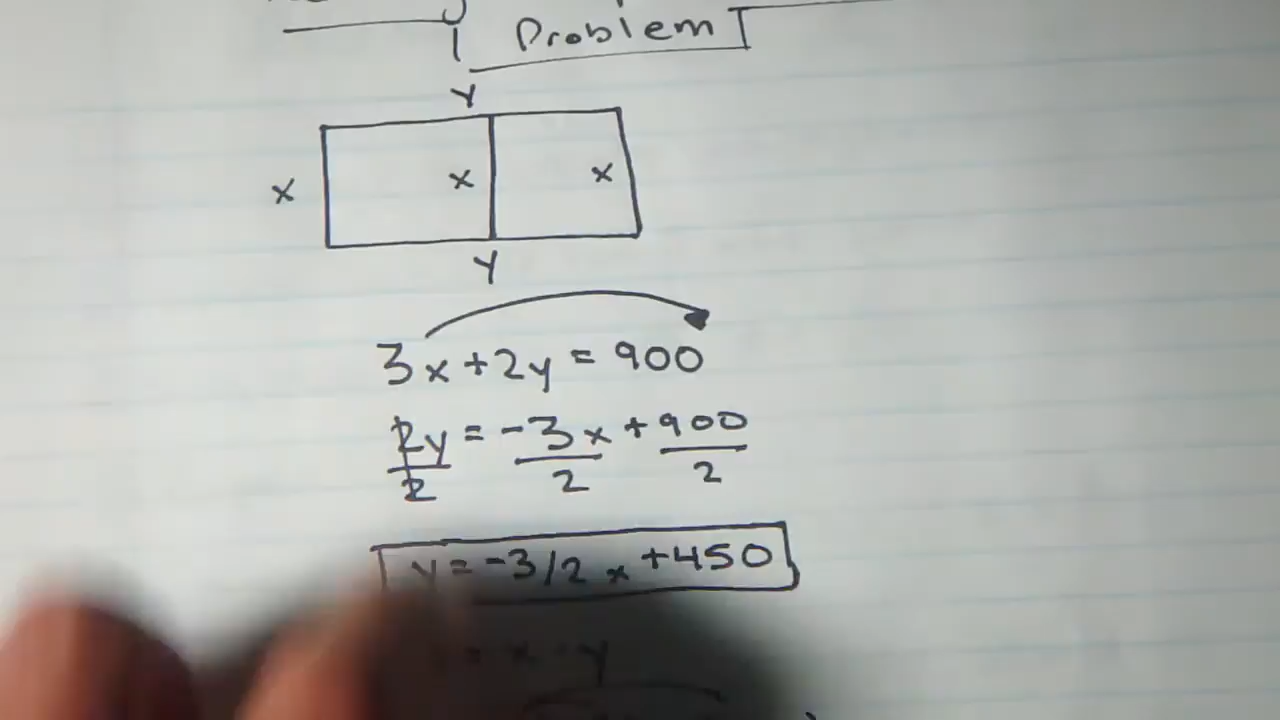 Problem
Y
x x x
Y
3x+2y = 900
2y = -3x + 900
2 2 2
y = -3/2 x +450
= x · y